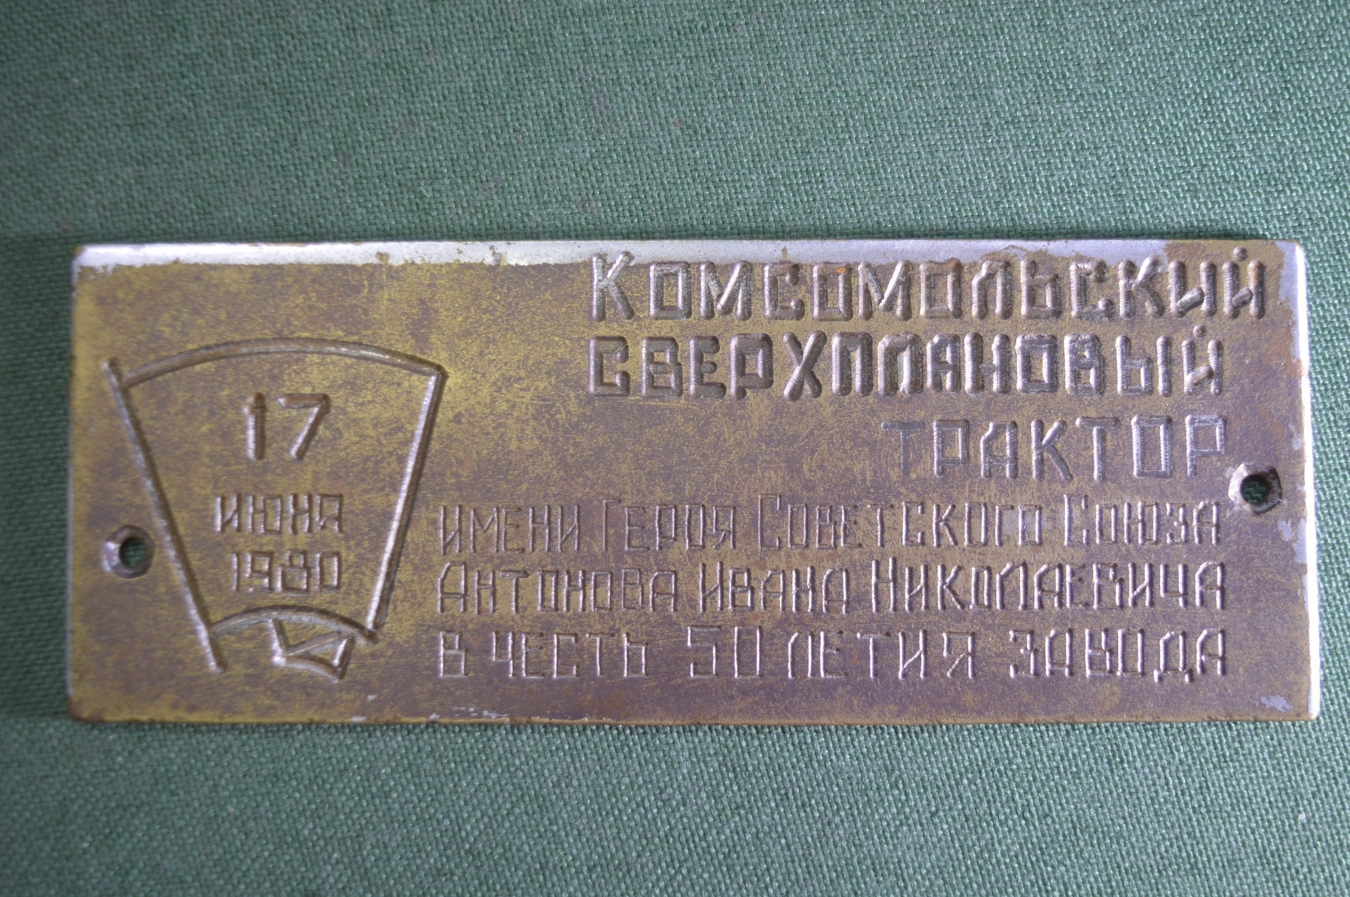 17
июня
1980
Комсомольский
сверхплановый
трактор
имени Героя Советского Союза
Антонова Ивана Николаевича
в честь 50 летия завода